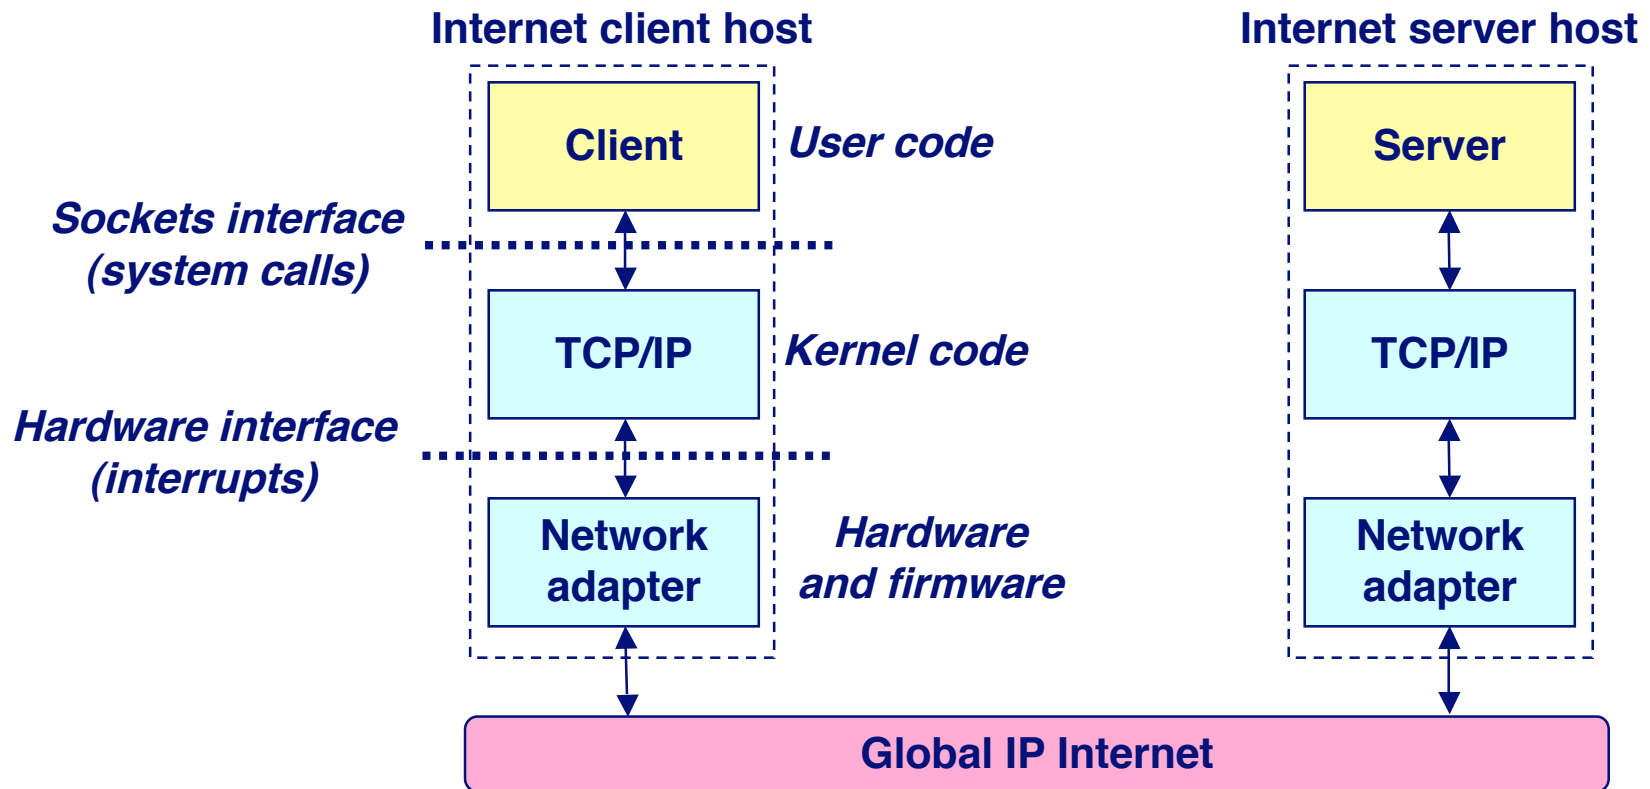 Internet client host
Internet server host
Client
User code
Server
Sockets interface
(system calls)
TCP/IP
Kernel code
TCP/IP
Hardware interface
(interrupts)
Network
adapter
Hardware
and firmware
Network
adapter
Global IP Internet